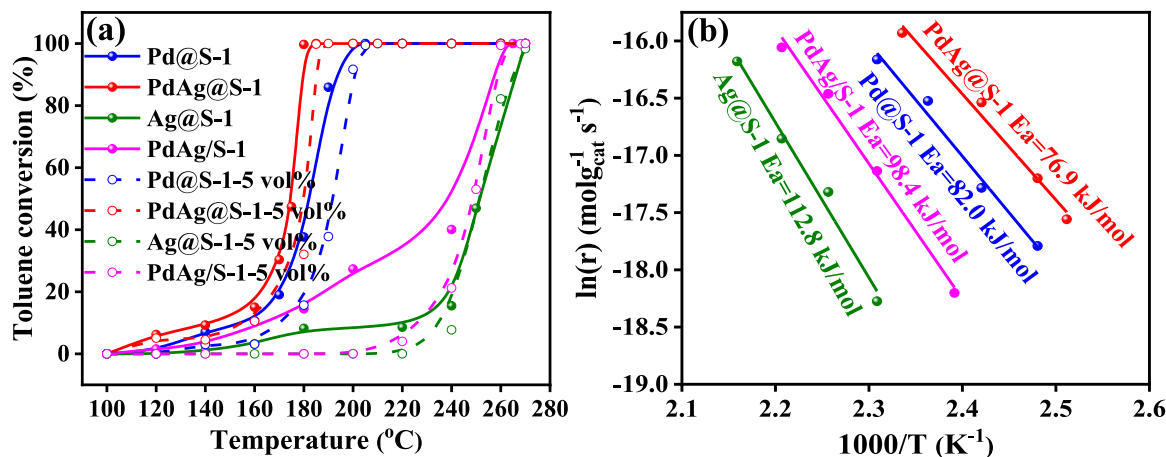 (a)
Pd@S-1
PdAg@S-1
Ag@S-1
PdAg/S-1
Pd@S-1-5 vol%
PdAg@S-1-5 vol%
Ag@S-1-5 vol%
PdAg/S-1-5 vol%
Toluene conversion (%)
100
80
60
40
20
0
100 120 140 160 180 200 220 240 260 280
Temperature (°C)
(b)
Ag@S-1 Ea=112.8 kJ/mol
PdAg/S-1 Ea=98.4 kJ/mol
Pd@S-1 Ea=82.0 kJ/mol
PdAg@S-1 Ea=76.9 kJ/mol
ln(r) (molg⁻¹cat s⁻¹)
-16.0
-16.5
-17.0
-17.5
-18.0
-18.5
-19.0
2.1 2.2 2.3 2.4 2.5 2.6
1000/T (K⁻¹)